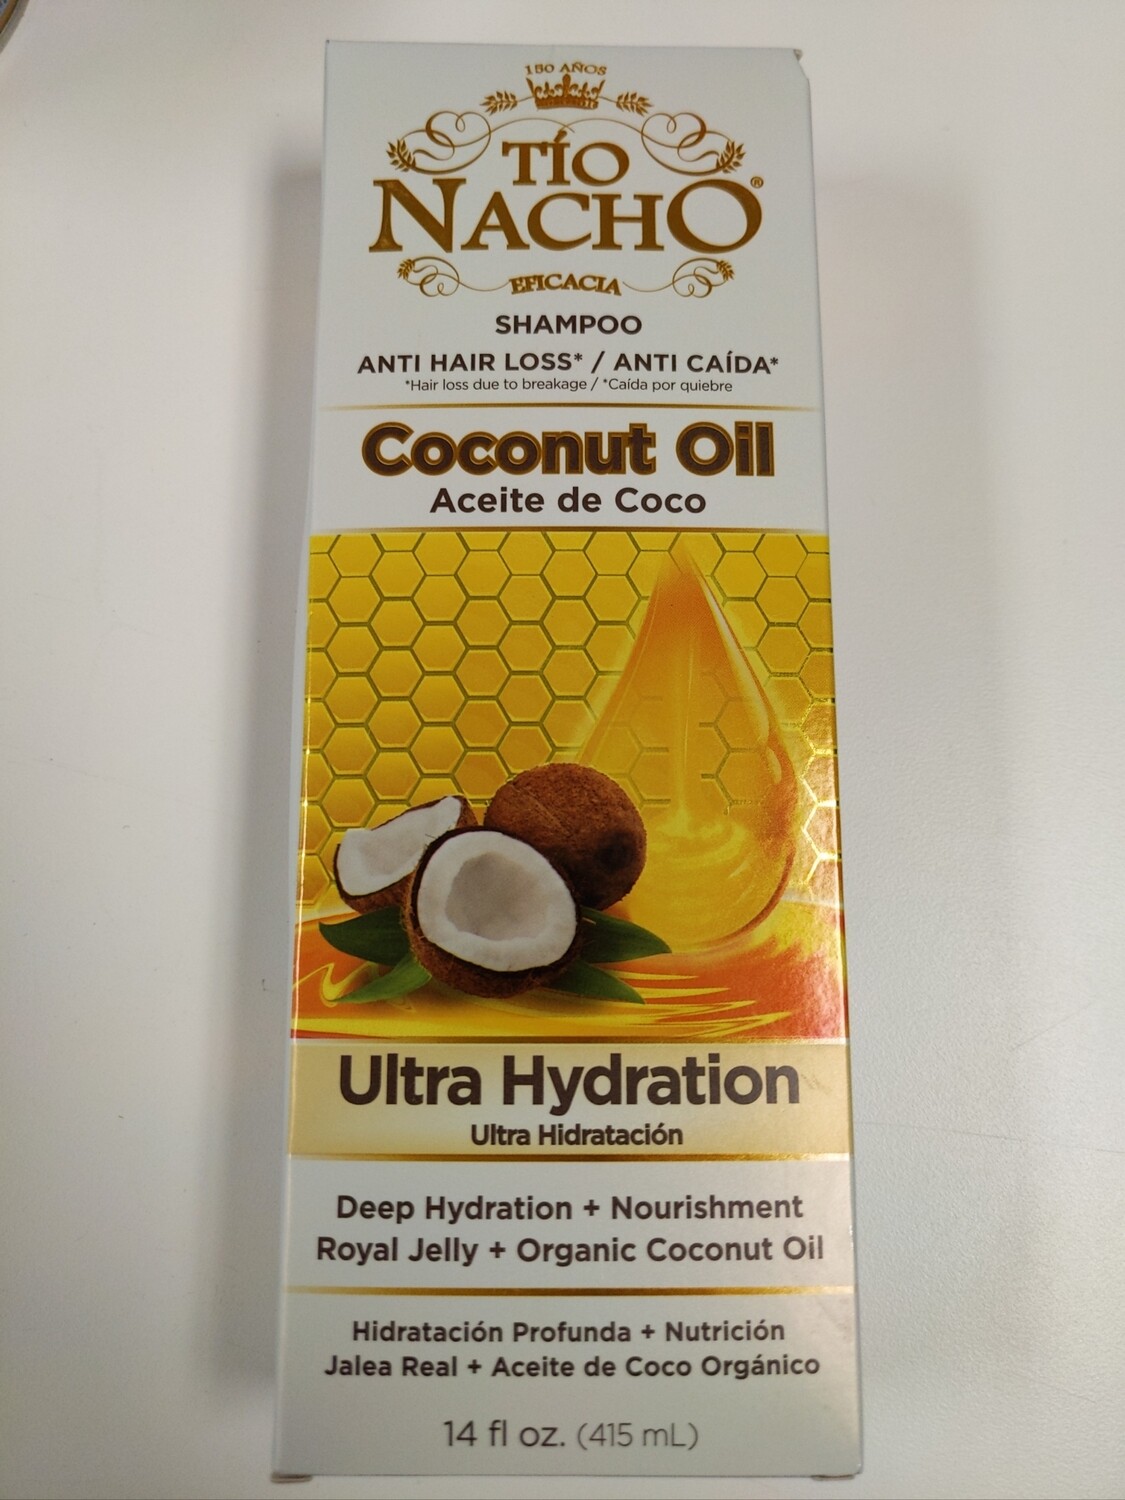 150 AÑOS
TÍO
NACHO®
EFICACIA
SHAMPOO
ANTI HAIR LOSS* / ANTI CAÍDA*
*Hair loss due to breakage / *Caída por quiebre
Coconut Oil
Aceite de Coco
Ultra Hydration
Ultra Hidratación
Deep Hydration + Nourishment
Royal Jelly + Organic Coconut Oil
Hidratación Profunda + Nutrición
Jalea Real + Aceite de Coco Orgánico
14 fl oz. (415 mL)